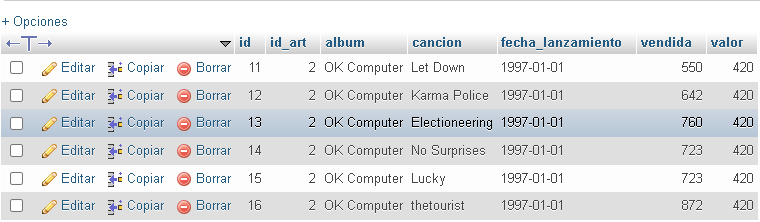 + Opciones
id id_art album cancion fecha_lanzamiento vendida valor
Editar Copiar Borrar 11 2 OK Computer Let Down 1997-01-01 550 420
Editar Copiar Borrar 12 2 OK Computer Karma Police 1997-01-01 642 420
Editar Copiar Borrar 13 2 OK Computer Electioneering 1997-01-01 760 420
Editar Copiar Borrar 14 2 OK Computer No Surprises 1997-01-01 723 420
Editar Copiar Borrar 15 2 OK Computer Lucky 1997-01-01 723 420
Editar Copiar Borrar 16 2 OK Computer thetourist 1997-01-01 872 420